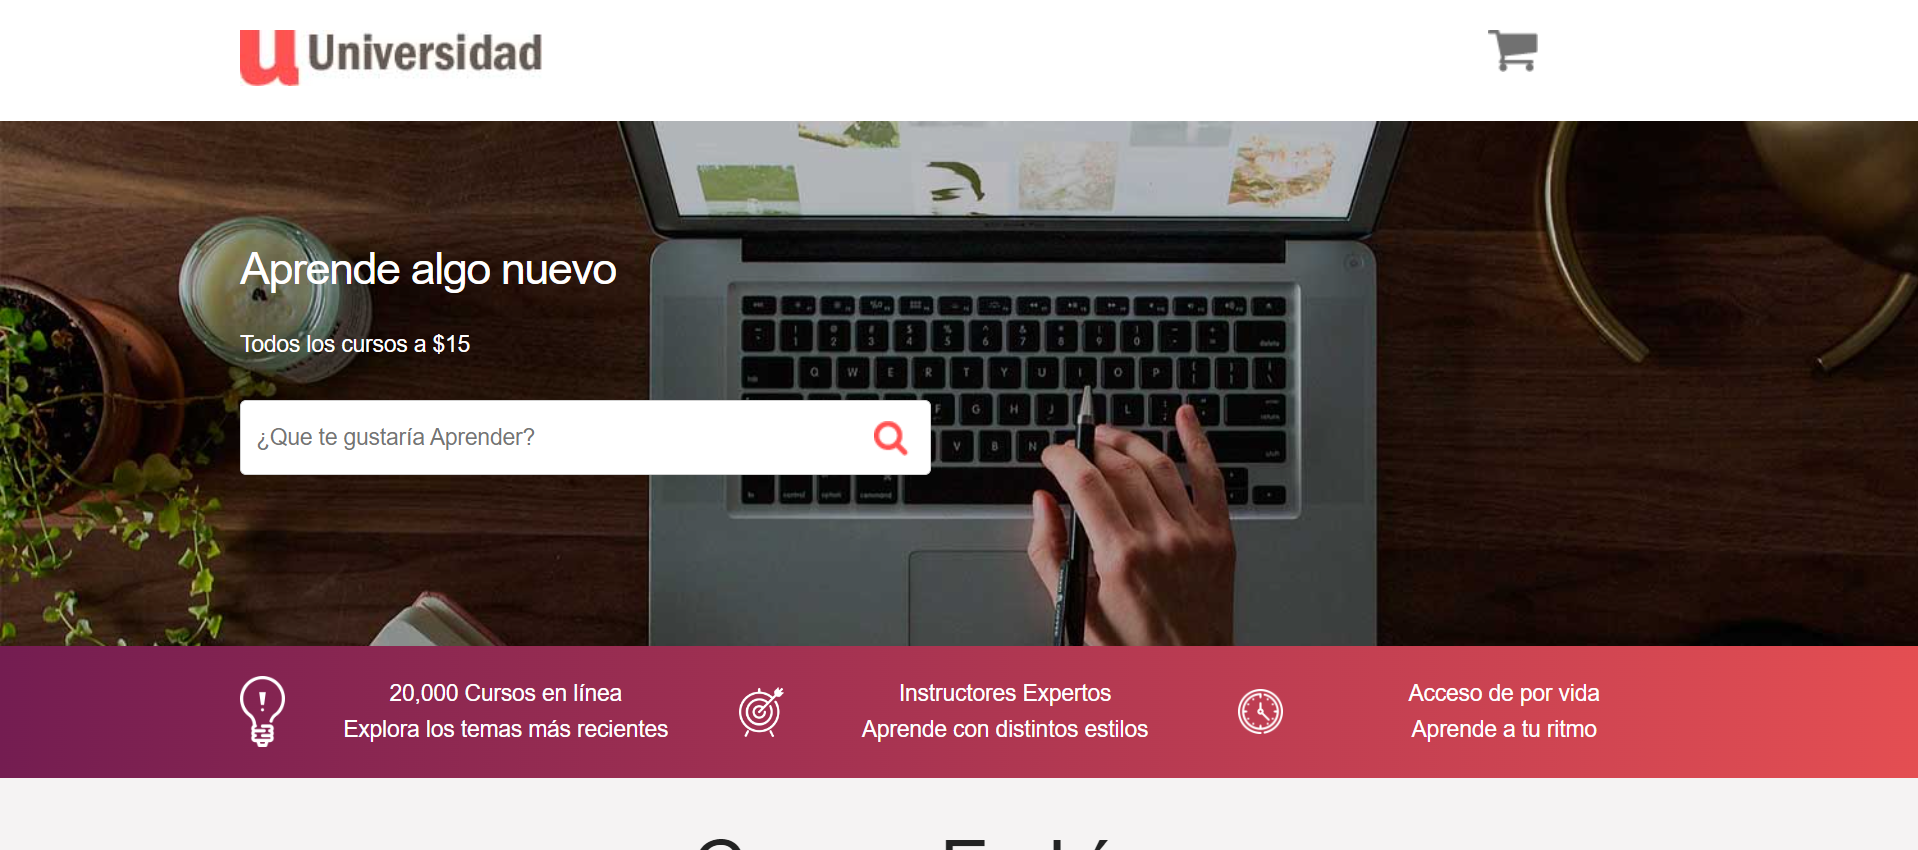 u Universidad
Aprende algo nuevo
Todos los cursos a $15
¿Que te gustaría Aprender?
20,000 Cursos en línea
Explora los temas más recientes
Instructores Expertos
Aprende con distintos estilos
Acceso de por vida
Aprende a tu ritmo